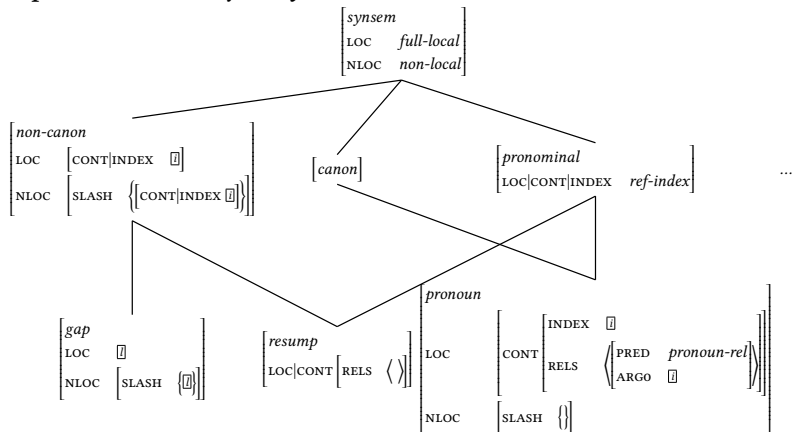 synsem
LOC full-local
NLOC non-local
non-canon
LOC [CONT|INDEX i]
NLOC [SLASH {[CONT|INDEX i]}]
[canon]
pronominal
LOC|CONT|INDEX ref-index
...
gap
LOC l
NLOC [SLASH {l}]
resump
LOC|CONT [RELS ⟨ ⟩]
pronoun
LOC [CONT [INDEX i
RELS ⟨[PRED pronoun-rel
ARG0 i]⟩]]
NLOC [SLASH {}]